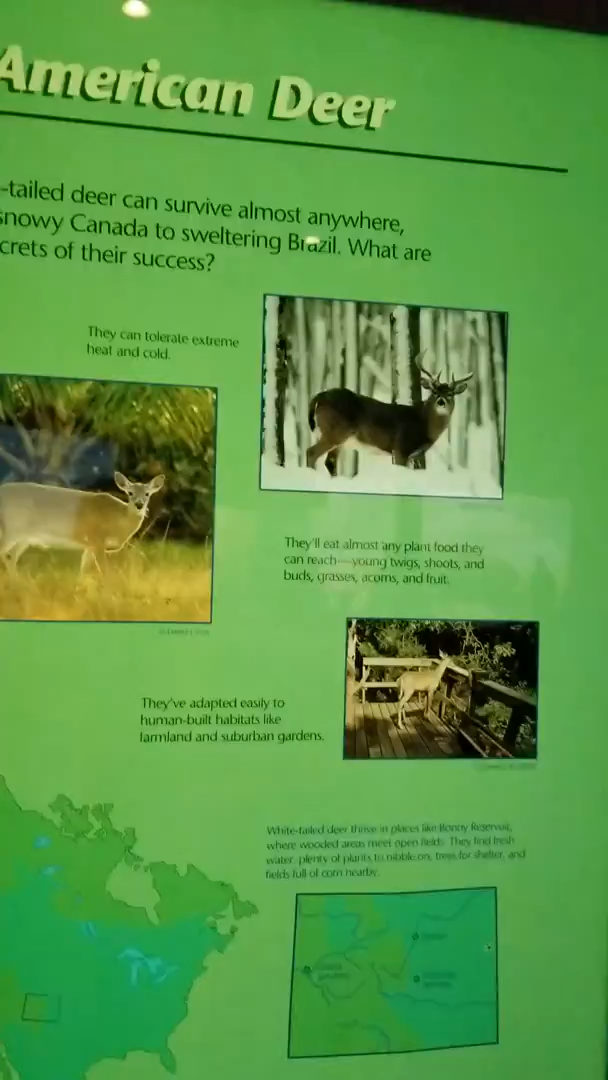 American Deer
-tailed deer can survive almost anywhere,
snowy Canada to sweltering Brazil. What are
crets of their success?
They can tolerate extreme
heat and cold.
They'll eat almost any plant food they
can reach—young twigs, shoots, and
buds, grasses, acorns, and fruit.
They've adapted easily to
human-built habitats like
farmland and suburban gardens.
White-tailed deer thrive in places like Bonny Reservoir,
where wooded areas meet open fields. They find fresh
water, plenty of plants to nibble on, trees for shelter, and
fields full of corn nearby.